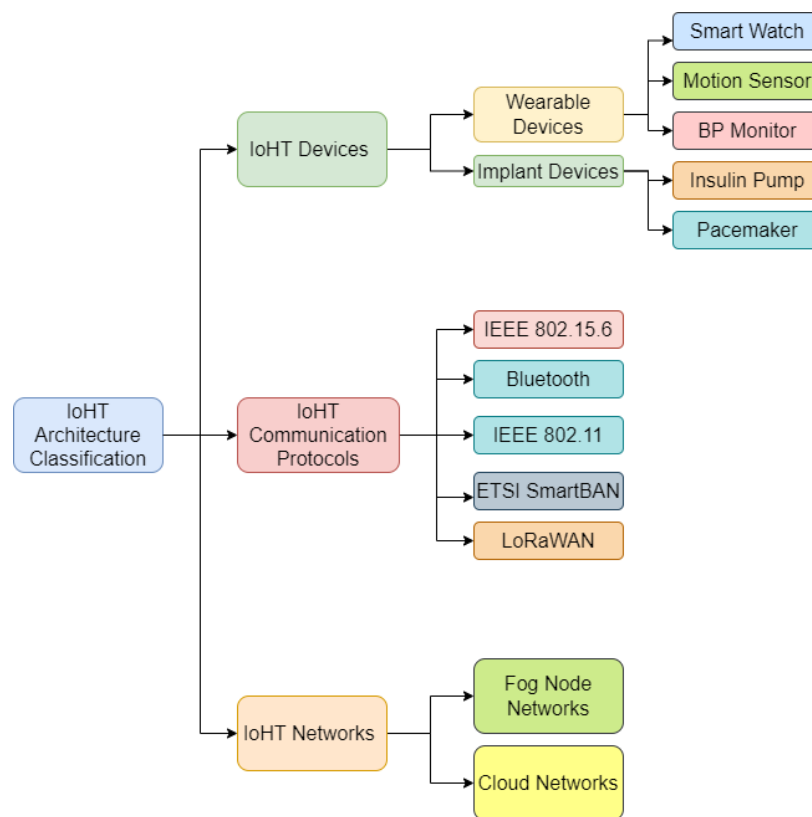 Smart Watch
Motion Sensor
BP Monitor
Insulin Pump
Pacemaker
Wearable
Devices
Implant Devices
IoHT Devices
IEEE 802.15.6
Bluetooth
IEEE 802.11
ETSI SmartBAN
LoRaWAN
IoHT
Communication
Protocols
IoHT
Architecture
Classification
Fog Node
Networks
Cloud Networks
IoHT Networks